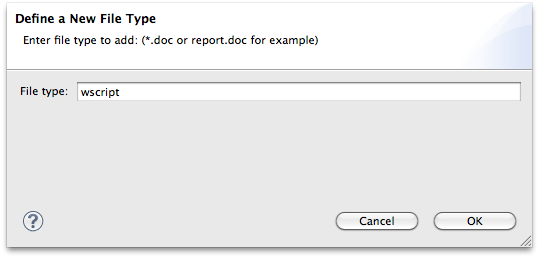 Define a New File Type
Enter file type to add: (*.doc or report.doc for example)
File type: wscript
? Cancel OK